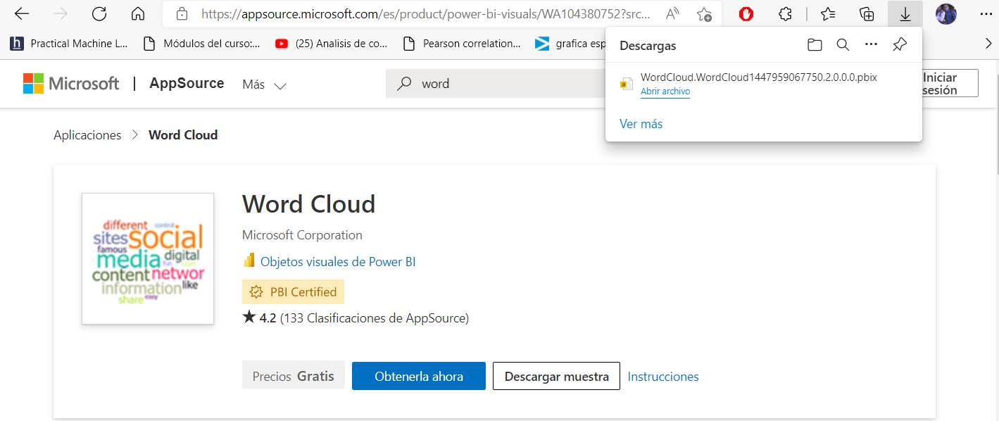 https://appsource.microsoft.com/es/product/power-bi-visuals/WA104380752?src...
Practical Machine L...
Módulos del curso:...
(25) Analisis de co...
Pearson correlation...
grafica esp
Descargas
WordCloud.WordCloud1447959067750.2.0.0.0.pbix
Abrir archivo
Ver más
Microsoft | AppSource
Más
word
Iniciar
sesión
Aplicaciones > Word Cloud
different control
sites social
famous
media digital
fun
content networ
information like
share easy
Word Cloud
Microsoft Corporation
Objetos visuales de Power BI
PBI Certified
4.2 (133 Clasificaciones de AppSource)
Precios Gratis
Obtenerla ahora
Descargar muestra
Instrucciones